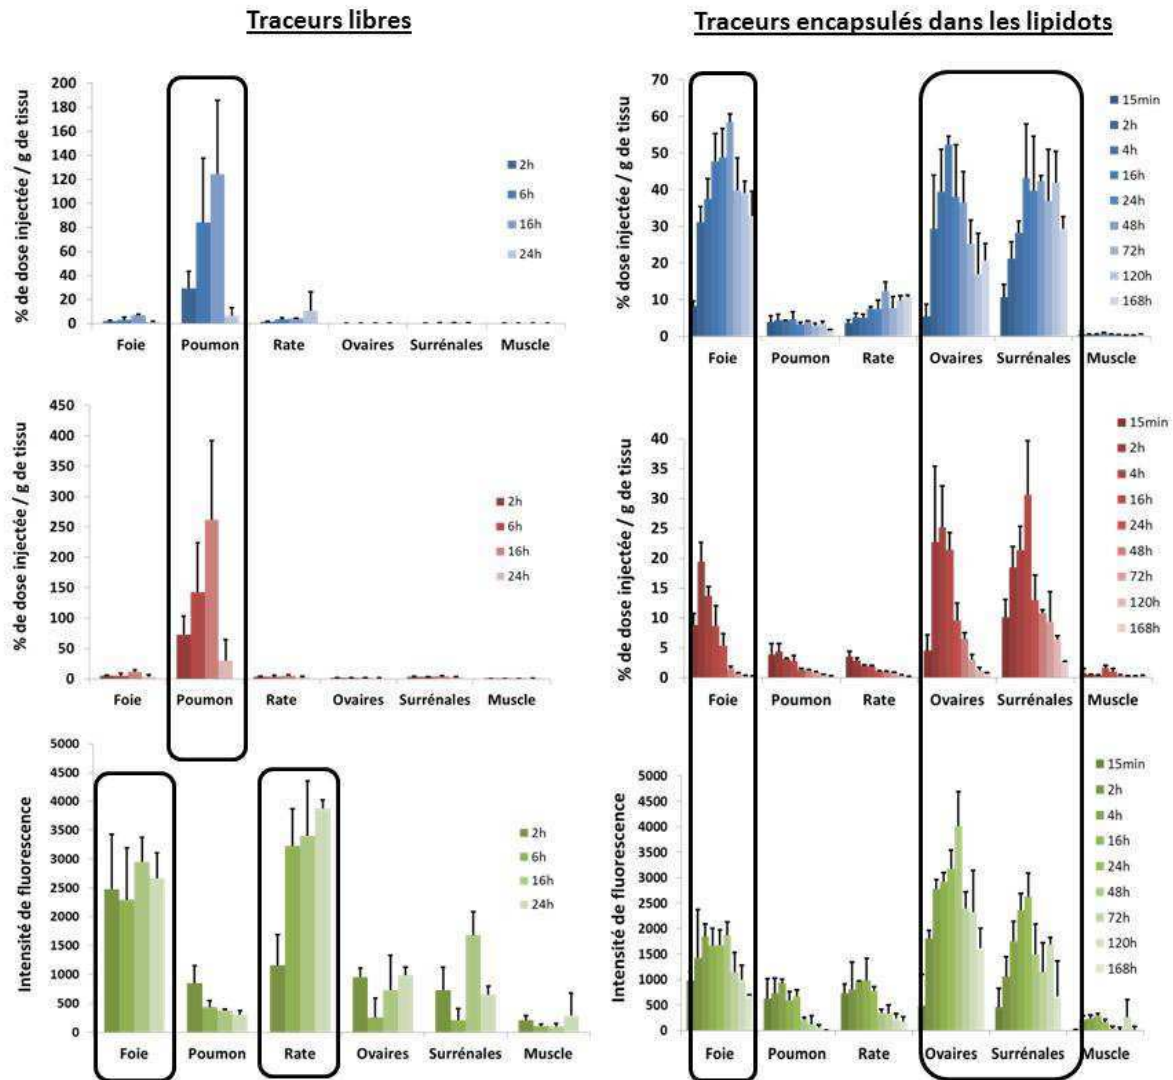 Traceurs libres
Traceurs encapsulés dans les lipidots
% de dose injectée / g de tissu
200
180
160
140
120
100
80
60
40
20
0
Foie Poumon Rate Ovaires Surrénales Muscle
2h
6h
16h
24h
% dose injectée / g de tissu
70
60
50
40
30
20
10
0
Foie Poumon Rate Ovaires Surrénales Muscle
15min
2h
4h
16h
24h
48h
72h
120h
168h
% de dose injectée / g de tissu
450
400
350
300
250
200
150
100
50
0
Foie Poumon Rate Ovaires Surrénales Muscle
2h
6h
16h
24h
% dose injectée / g de tissu
40
35
30
25
20
15
10
5
0
Foie Poumon Rate Ovaires Surrénales Muscle
15min
2h
4h
16h
24h
48h
72h
120h
168h
Intensité de fluorescence
5000
4500
4000
3500
3000
2500
2000
1500
1000
500
0
Foie Poumon Rate Ovaires Surrénales Muscle
2h
6h
16h
24h
Intensité de fluorescence
5000
4500
4000
3500
3000
2500
2000
1500
1000
500
0
Foie Poumon Rate Ovaires Surrénales Muscle
15min
2h
4h
16h
24h
48h
72h
120h
168h